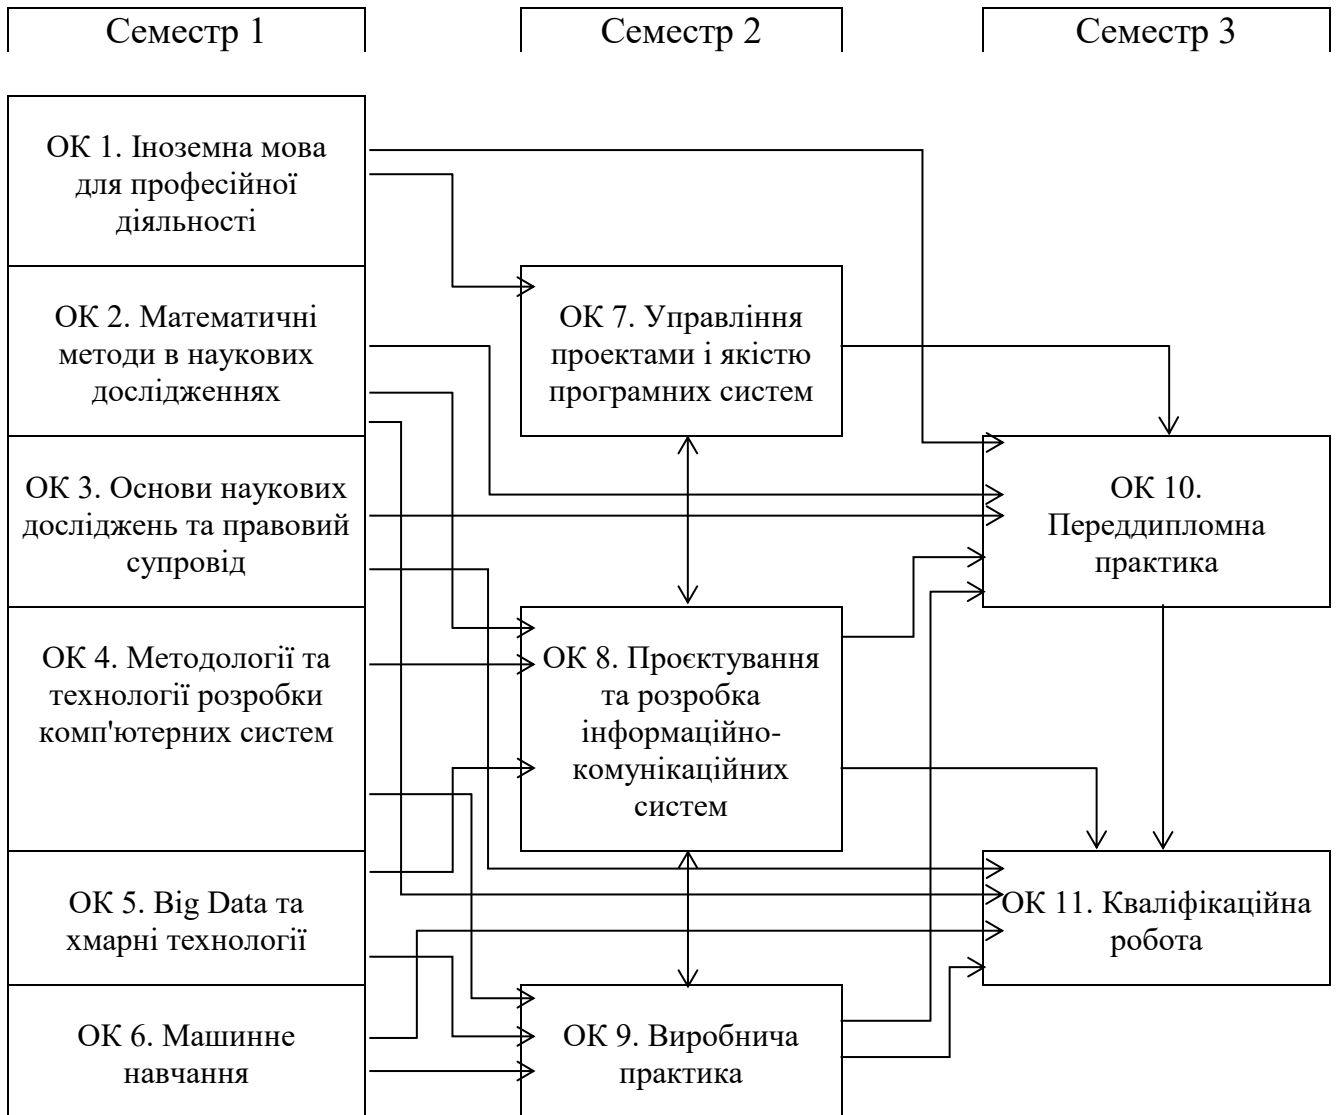 Семестр 1
Семестр 2
Семестр 3
ОК 1. Іноземна мова
для професійної
діяльності
ОК 2. Математичні
методи в наукових
дослідженнях
ОК 3. Основи наукових
досліджень та правовий
супровід
ОК 4. Методології та
технології розробки
комп'ютерних систем
ОК 5. Big Data та
хмарні технології
ОК 6. Машинне
навчання
ОК 7. Управління
проектами і якістю
програмних систем
ОК 8. Проєктування
та розробка
інформаційно-
комунікаційних
систем
ОК 9. Виробнича
практика
ОК 10.
Переддипломна
практика
ОК 11. Кваліфікаційна
робота